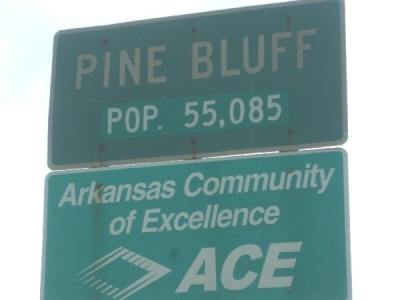 PINE BLUFF
POP. 55,085
Arkansas Community
of Excellence
ACE